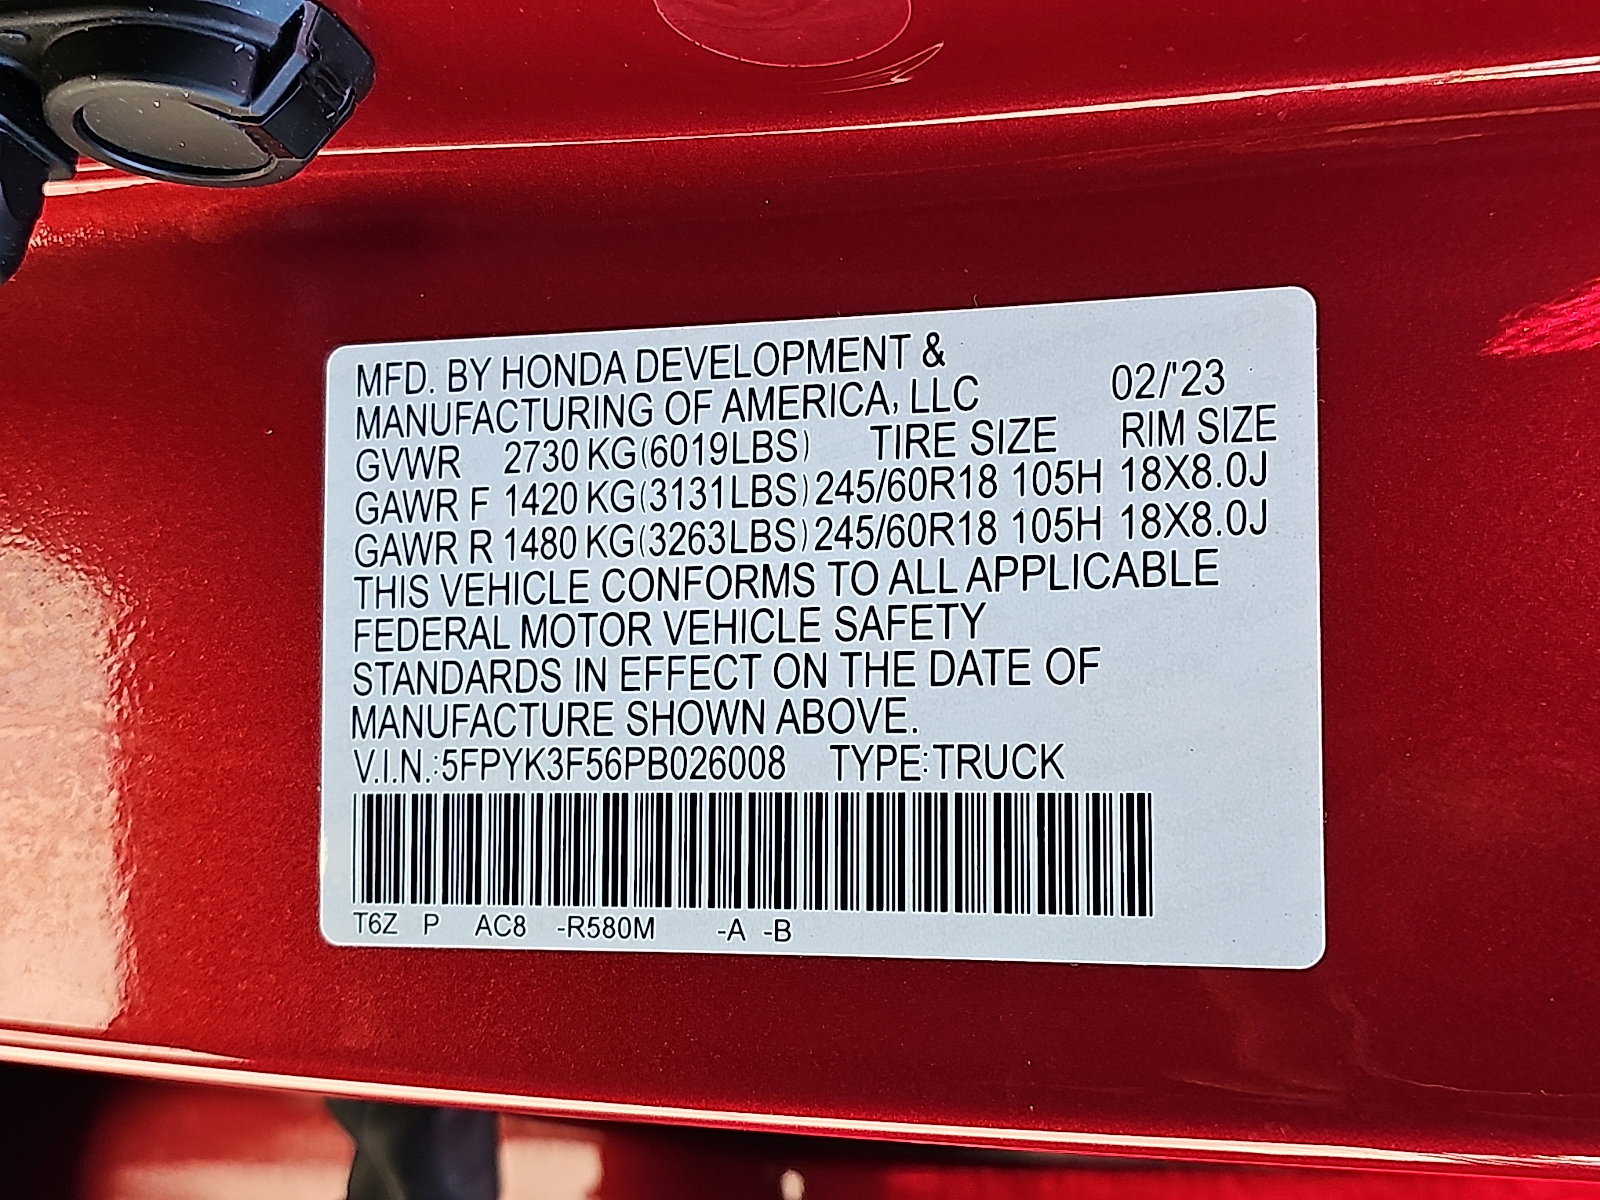 MFD. BY HONDA DEVELOPMENT &
MANUFACTURING OF AMERICA, LLC 02/'23
GVWR 2730 KG(6019LBS) TIRE SIZE RIM SIZE
GAWR F 1420 KG(3131LBS) 245/60R18 105H 18X8.0J
GAWR R 1480 KG(3263LBS) 245/60R18 105H 18X8.0J
THIS VEHICLE CONFORMS TO ALL APPLICABLE
FEDERAL MOTOR VEHICLE SAFETY
STANDARDS IN EFFECT ON THE DATE OF
MANUFACTURE SHOWN ABOVE.
V.I.N.:5FPYK3F56PB026008 TYPE:TRUCK
T6Z P AC8 -R580M -A -B